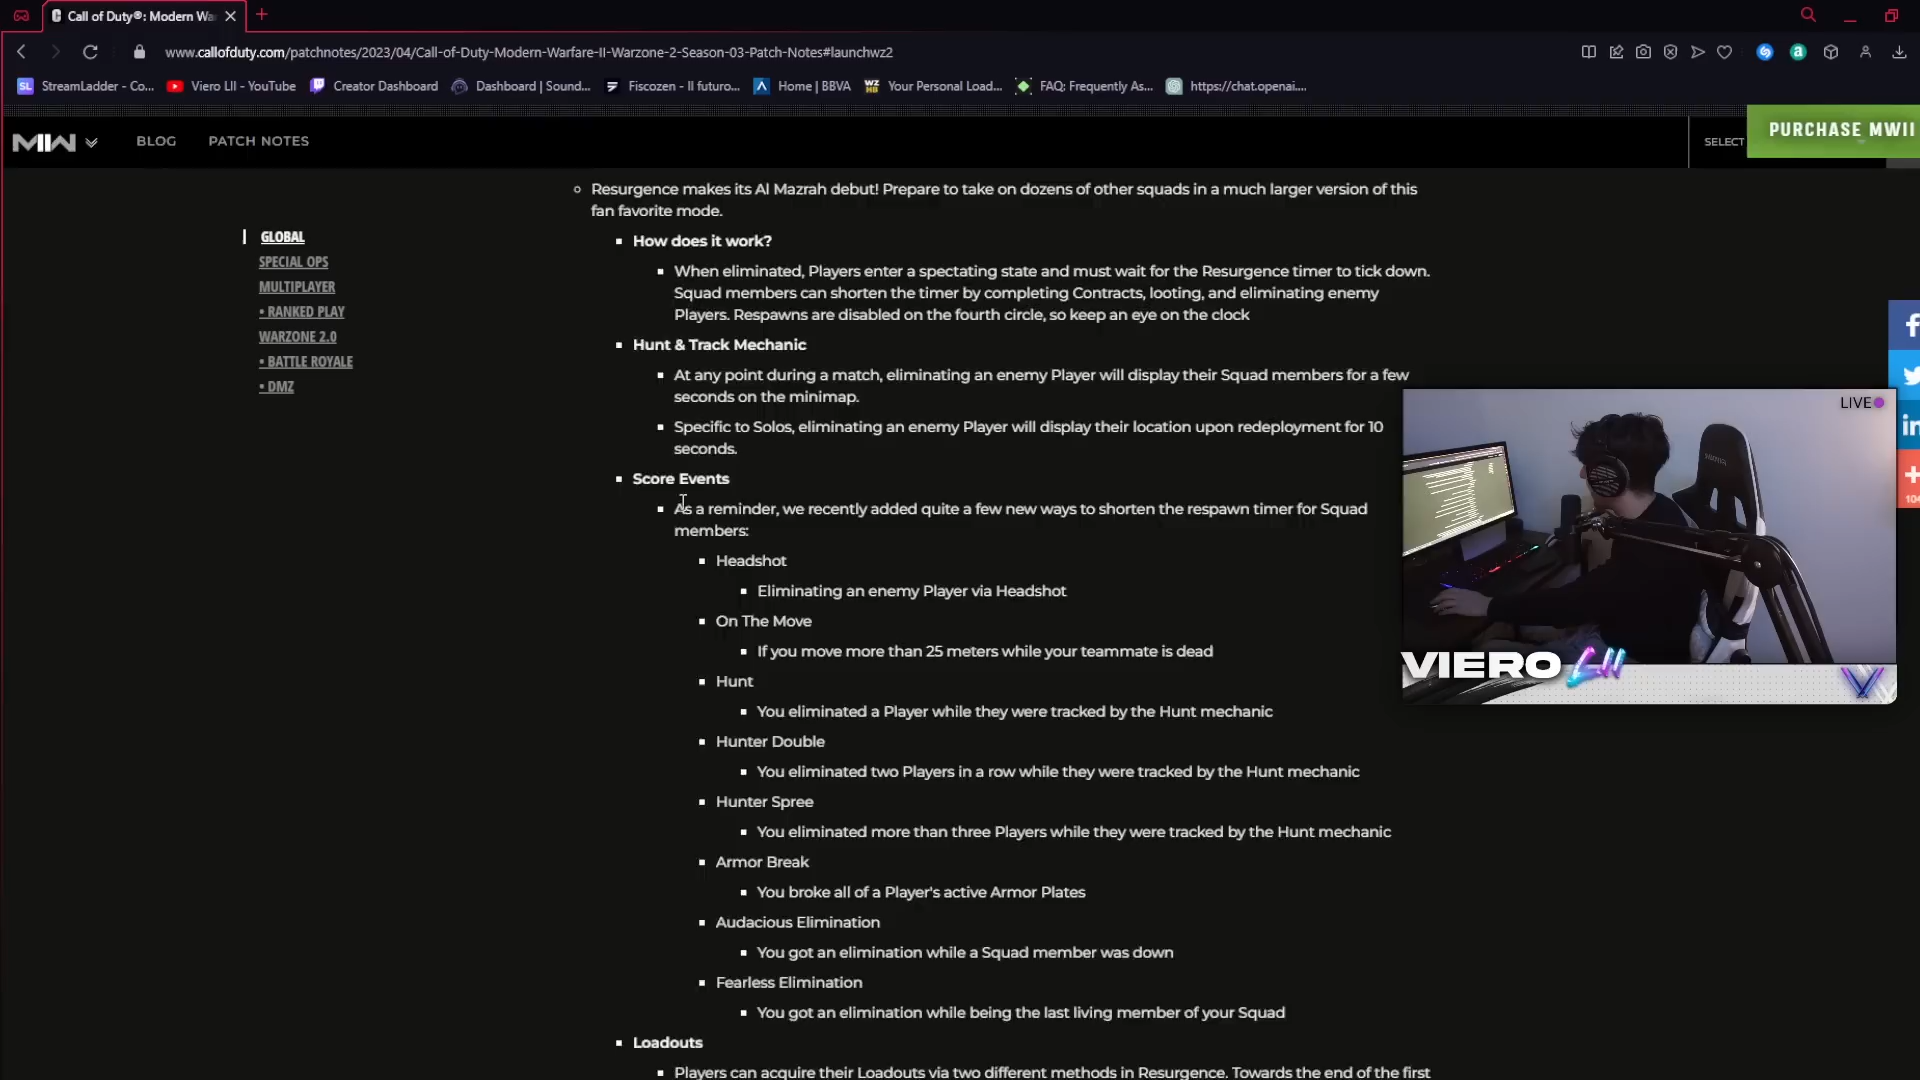 Call of Duty®: Modern Wa
www.callofduty.com/patchnotes/2023/04/Call-of-Duty-Modern-Warfare-II-Warzone-2-Season-03-Patch-Notes#launchwz2
SL StreamLadder - Co... Viero LII - YouTube Creator Dashboard Dashboard | Sound... Fiscozen - Il futuro... Home | BBVA WZ HB Your Personal Load... FAQ: Frequently As... https://chat.openai....
MW BLOG PATCH NOTES SELECT PURCHASE MWII
Resurgence makes its Al Mazrah debut! Prepare to take on dozens of other squads in a much larger version of this
fan favorite mode.
GLOBAL
SPECIAL OPS
MULTIPLAYER
• RANKED PLAY
WARZONE 2.0
• BATTLE ROYALE
• DMZ
How does it work?
When eliminated, Players enter a spectating state and must wait for the Resurgence timer to tick down.
Squad members can shorten the timer by completing Contracts, looting, and eliminating enemy
Players. Respawns are disabled on the fourth circle, so keep an eye on the clock
Hunt & Track Mechanic
At any point during a match, eliminating an enemy Player will display their Squad members for a few
seconds on the minimap.
Specific to Solos, eliminating an enemy Player will display their location upon redeployment for 10
seconds.
Score Events
As a reminder, we recently added quite a few new ways to shorten the respawn timer for Squad
members:
Headshot
Eliminating an enemy Player via Headshot
On The Move
If you move more than 25 meters while your teammate is dead
Hunt
You eliminated a Player while they were tracked by the Hunt mechanic
Hunter Double
You eliminated two Players in a row while they were tracked by the Hunt mechanic
Hunter Spree
You eliminated more than three Players while they were tracked by the Hunt mechanic
Armor Break
You broke all of a Player's active Armor Plates
Audacious Elimination
You got an elimination while a Squad member was down
Fearless Elimination
You got an elimination while being the last living member of your Squad
Loadouts
Players can acquire their Loadouts via two different methods in Resurgence. Towards the end of the first
LIVE
VIERO LII